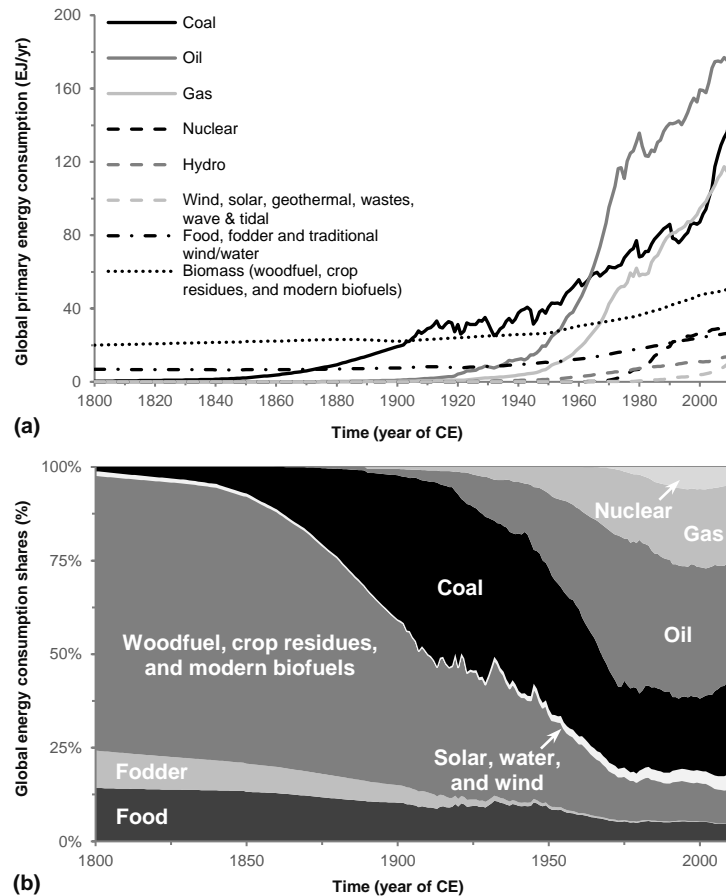 200
160
120
80
40
0
Global primary energy consumption (EJ/yr)
Coal
Oil
Gas
Nuclear
Hydro
Wind, solar, geothermal, wastes,
wave & tidal
Food, fodder and traditional
wind/water
Biomass (woodfuel, crop
residues, and modern biofuels)
1800 1820 1840 1860 1880 1900 1920 1940 1960 1980 2000
(a)
Time (year of CE)
100%
75%
50%
25%
0%
Global energy consumption shares (%)
Nuclear
Gas
Coal
Oil
Woodfuel, crop residues,
and modern biofuels
Solar, water,
and wind
Fodder
Food
1800 1850 1900 1950 2000
(b)
Time (year of CE)